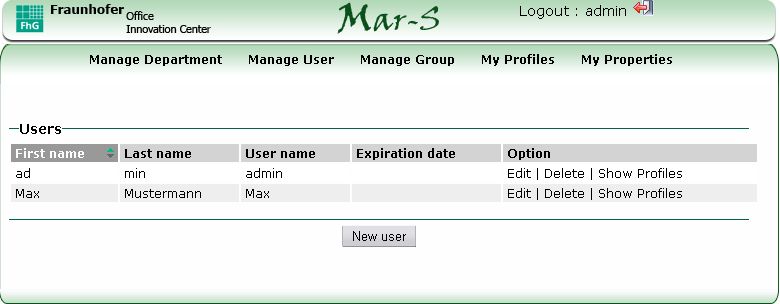 Fraunhofer Office Innovation Center
FhG
Mar-S
Logout : admin
Manage Department Manage User Manage Group My Profiles My Properties
Users
First name Last name User name Expiration date Option
ad min admin Edit | Delete | Show Profiles
Max Mustermann Max Edit | Delete | Show Profiles
New user